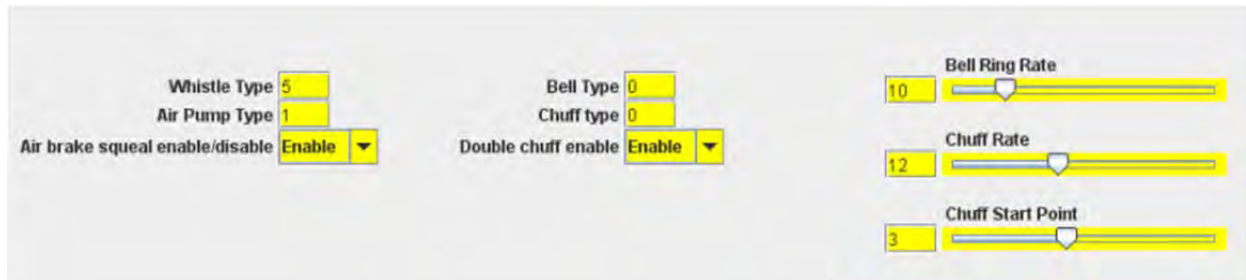 Whistle Type 5
Air Pump Type 1
Air brake squeal enable/disable Enable
Bell Type 0
Chuff type 0
Double chuff enable Enable
Bell Ring Rate
10
Chuff Rate
12
Chuff Start Point
3